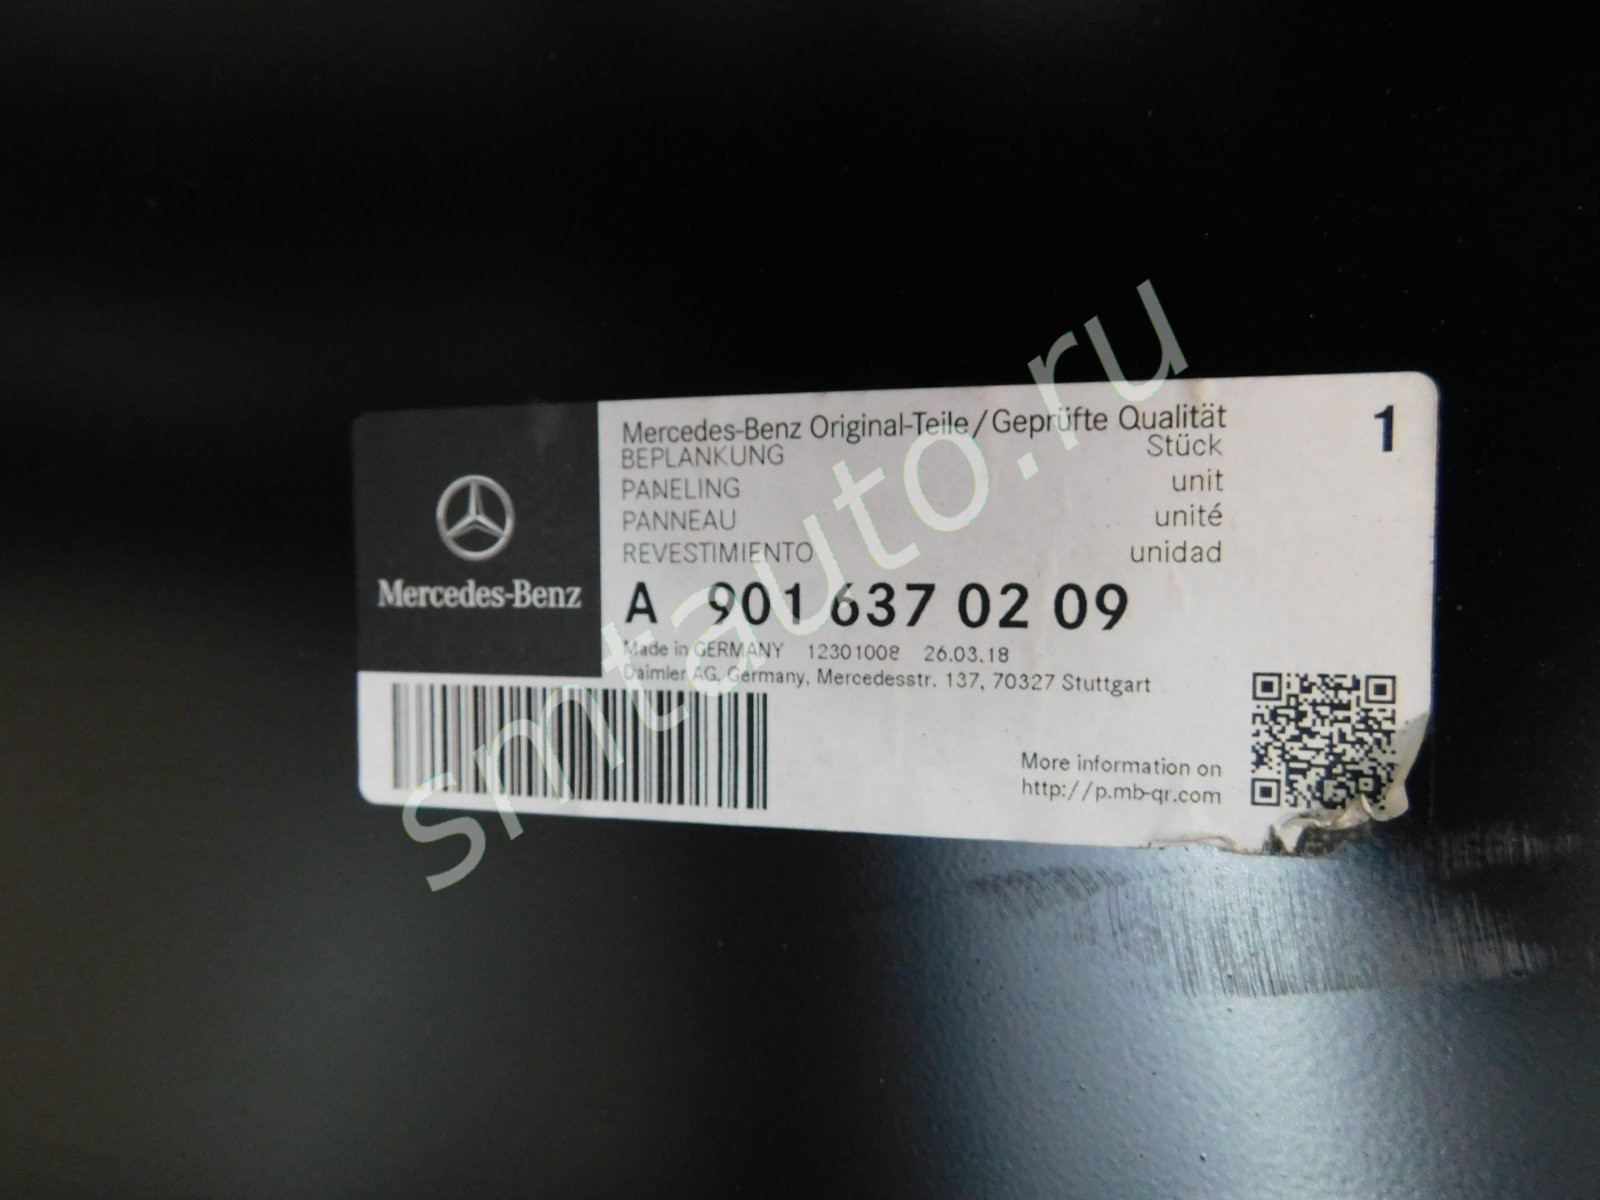 Mercedes-Benz Original-Teile/Geprüfte Qualität
1
BEPLANKUNG Stück
PANELING unit
PANNEAU unité
REVESTIMIENTO unidad
Mercedes-Benz
A 901 637 02 09
Made in GERMANY 12301008 26.03.18
Daimler AG, Germany, Mercedesstr. 137, 70327 Stuttgart
More information on
http://p.mb-qr.com
smtauto.ru